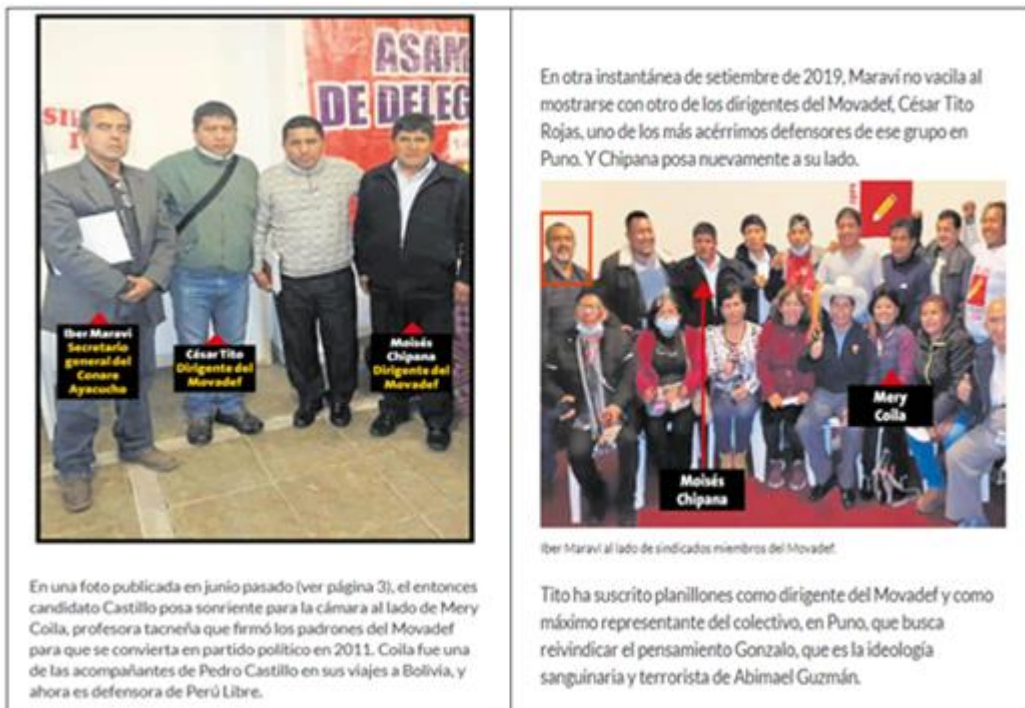 ASAM
DE DELEG
Iber Maraví
Secretario
general del
Conare
Ayacucho
César Tito
Dirigente del
Movadef
Moisés
Chipana
Dirigente del
Movadef
En una foto publicada en junio pasado (ver página 3), el entonces
candidato Castillo posa sonriente para la cámara al lado de Mery
Coila, profesora tacneña que firmó los padrones del Movadef
para que se convierta en partido político en 2011. Coila fue una
de las acompañantes de Pedro Castillo en sus viajes a Bolivia, y
ahora es defensora de Perú Libre.
En otra instantánea de setiembre de 2019, Maraví no vacila al
mostrarse con otro de los dirigentes del Movadef, César Tito
Rojas, uno de los más acérrimos defensores de ese grupo en
Puno. Y Chipana posa nuevamente a su lado.
Mery
Coila
Moisés
Chipana
Iber Maraví al lado de sindicados miembros del Movadef.
Tito ha suscrito planillones como dirigente del Movadef y como
máximo representante del colectivo, en Puno, que busca
reivindicar el pensamiento Gonzalo, que es la ideología
sanguinaria y terrorista de Abimael Guzmán.